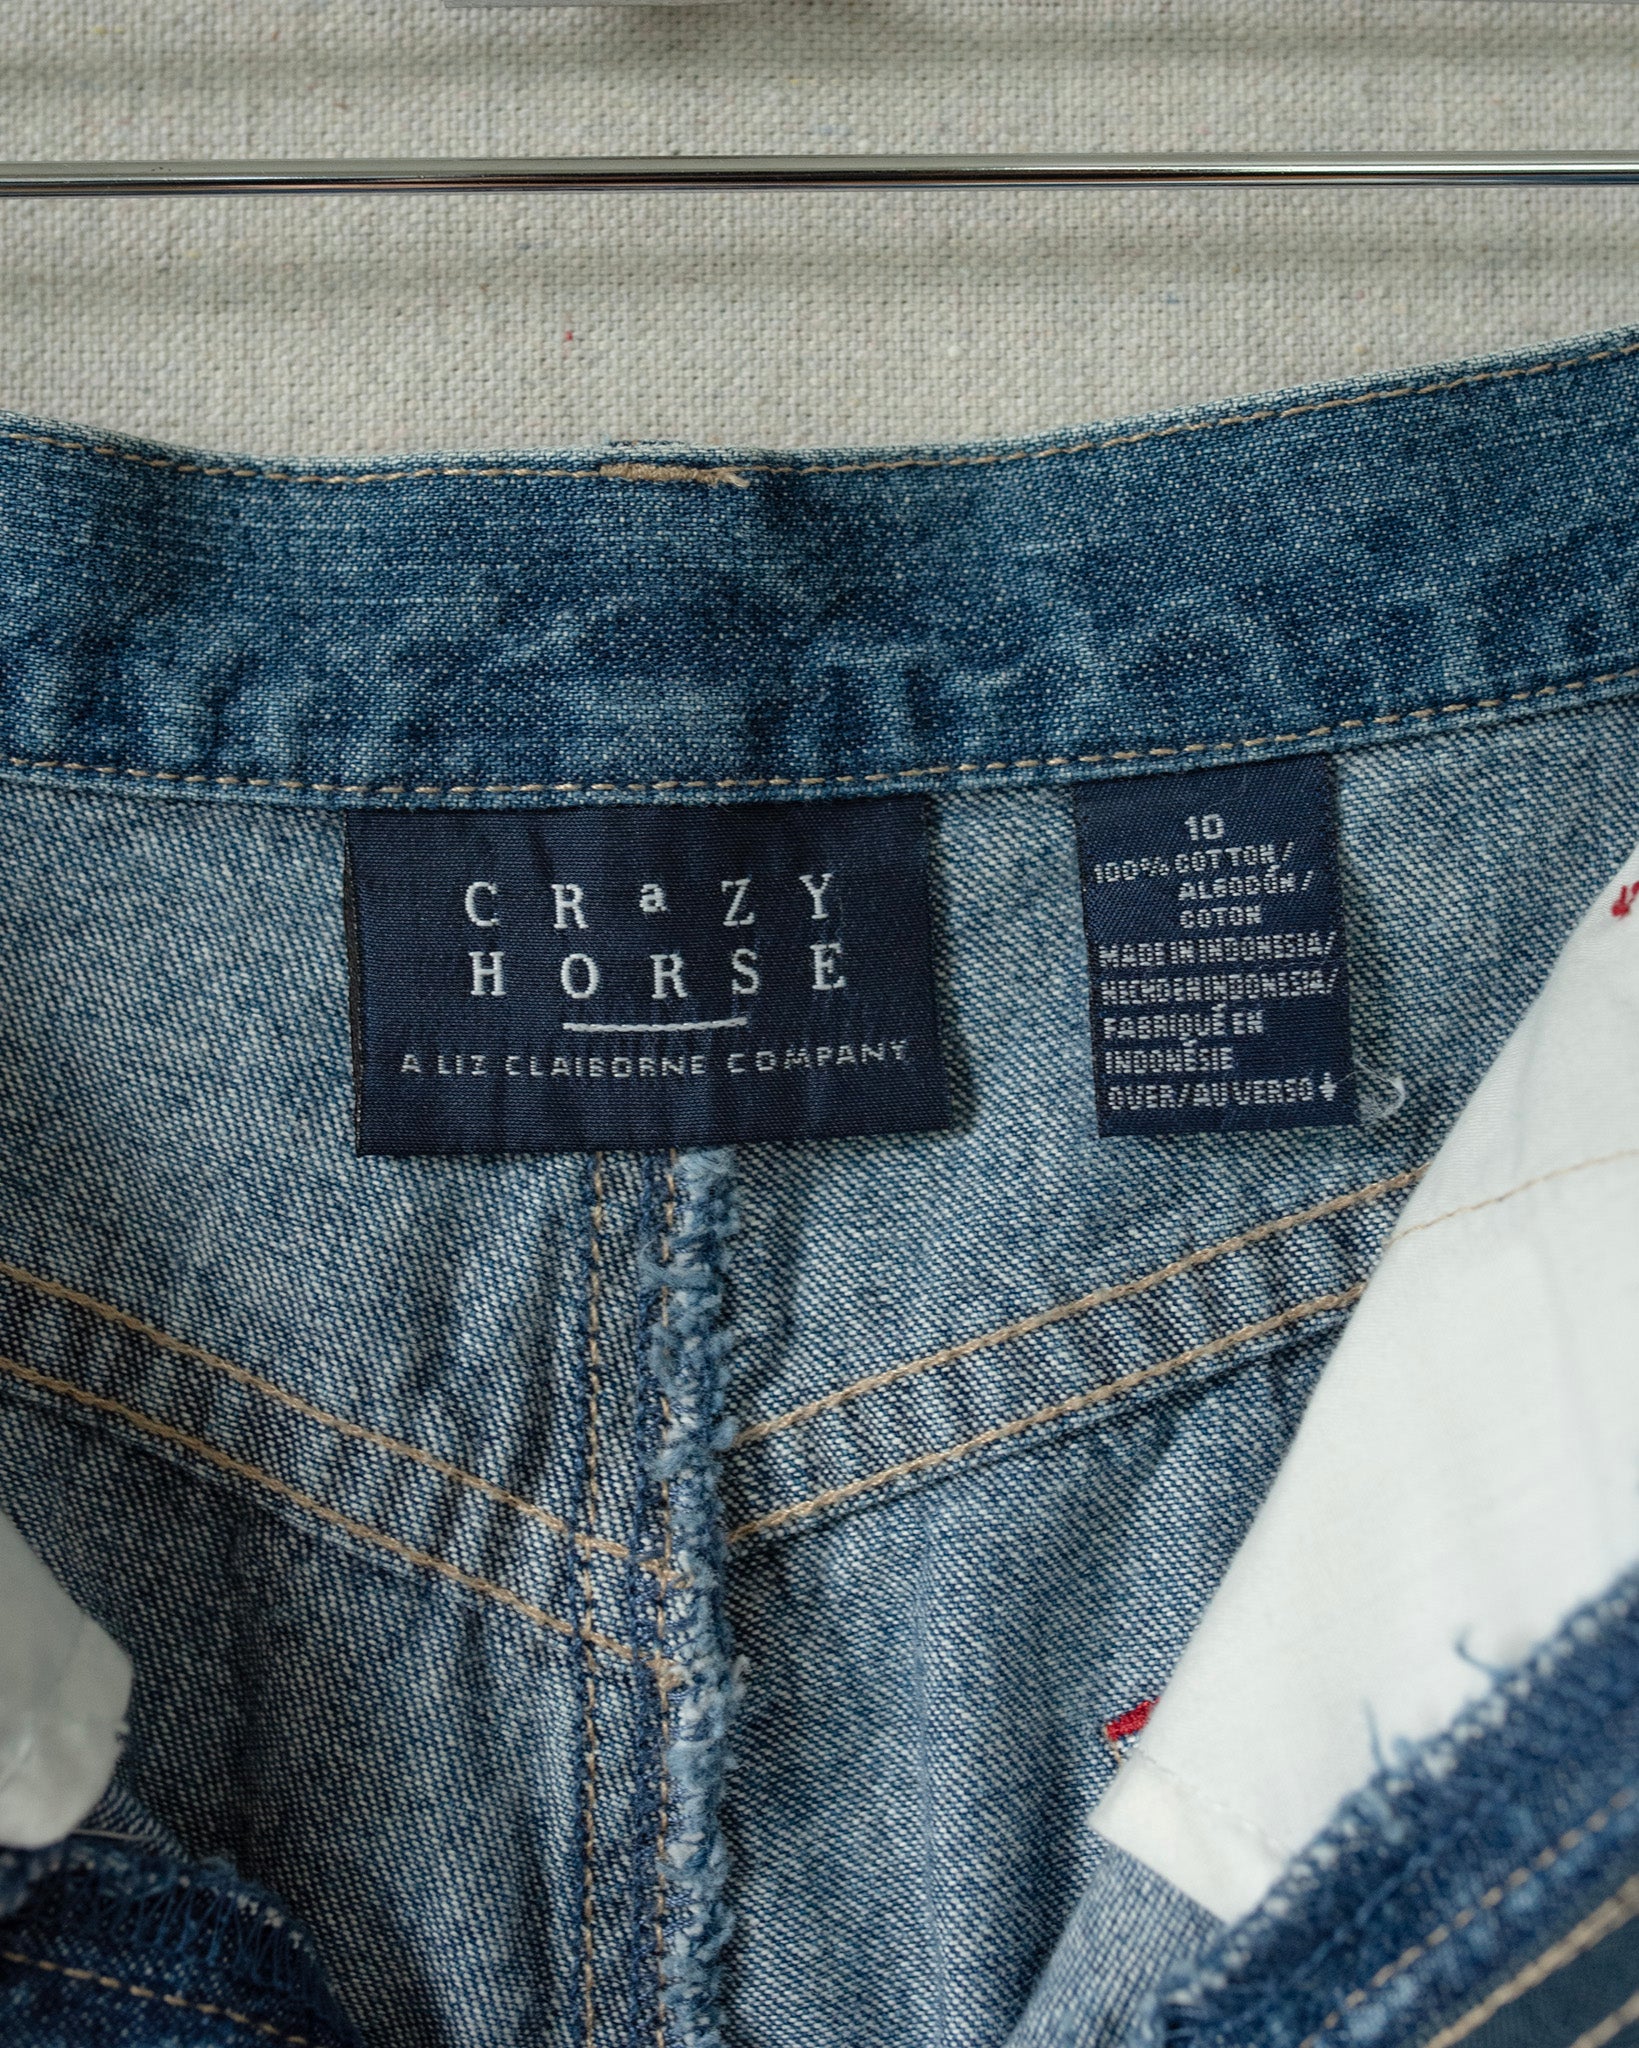 CRaZY
HORSE
A LIZ CLAIBORNE COMPANY
10
100% COTTON/
ALGODÓN/
COTON
MADE IN INDONESIA/
HECHO EN INDONESIA/
FABRIQUÉ EN
INDONÉSIE
OVER/AU VERSO